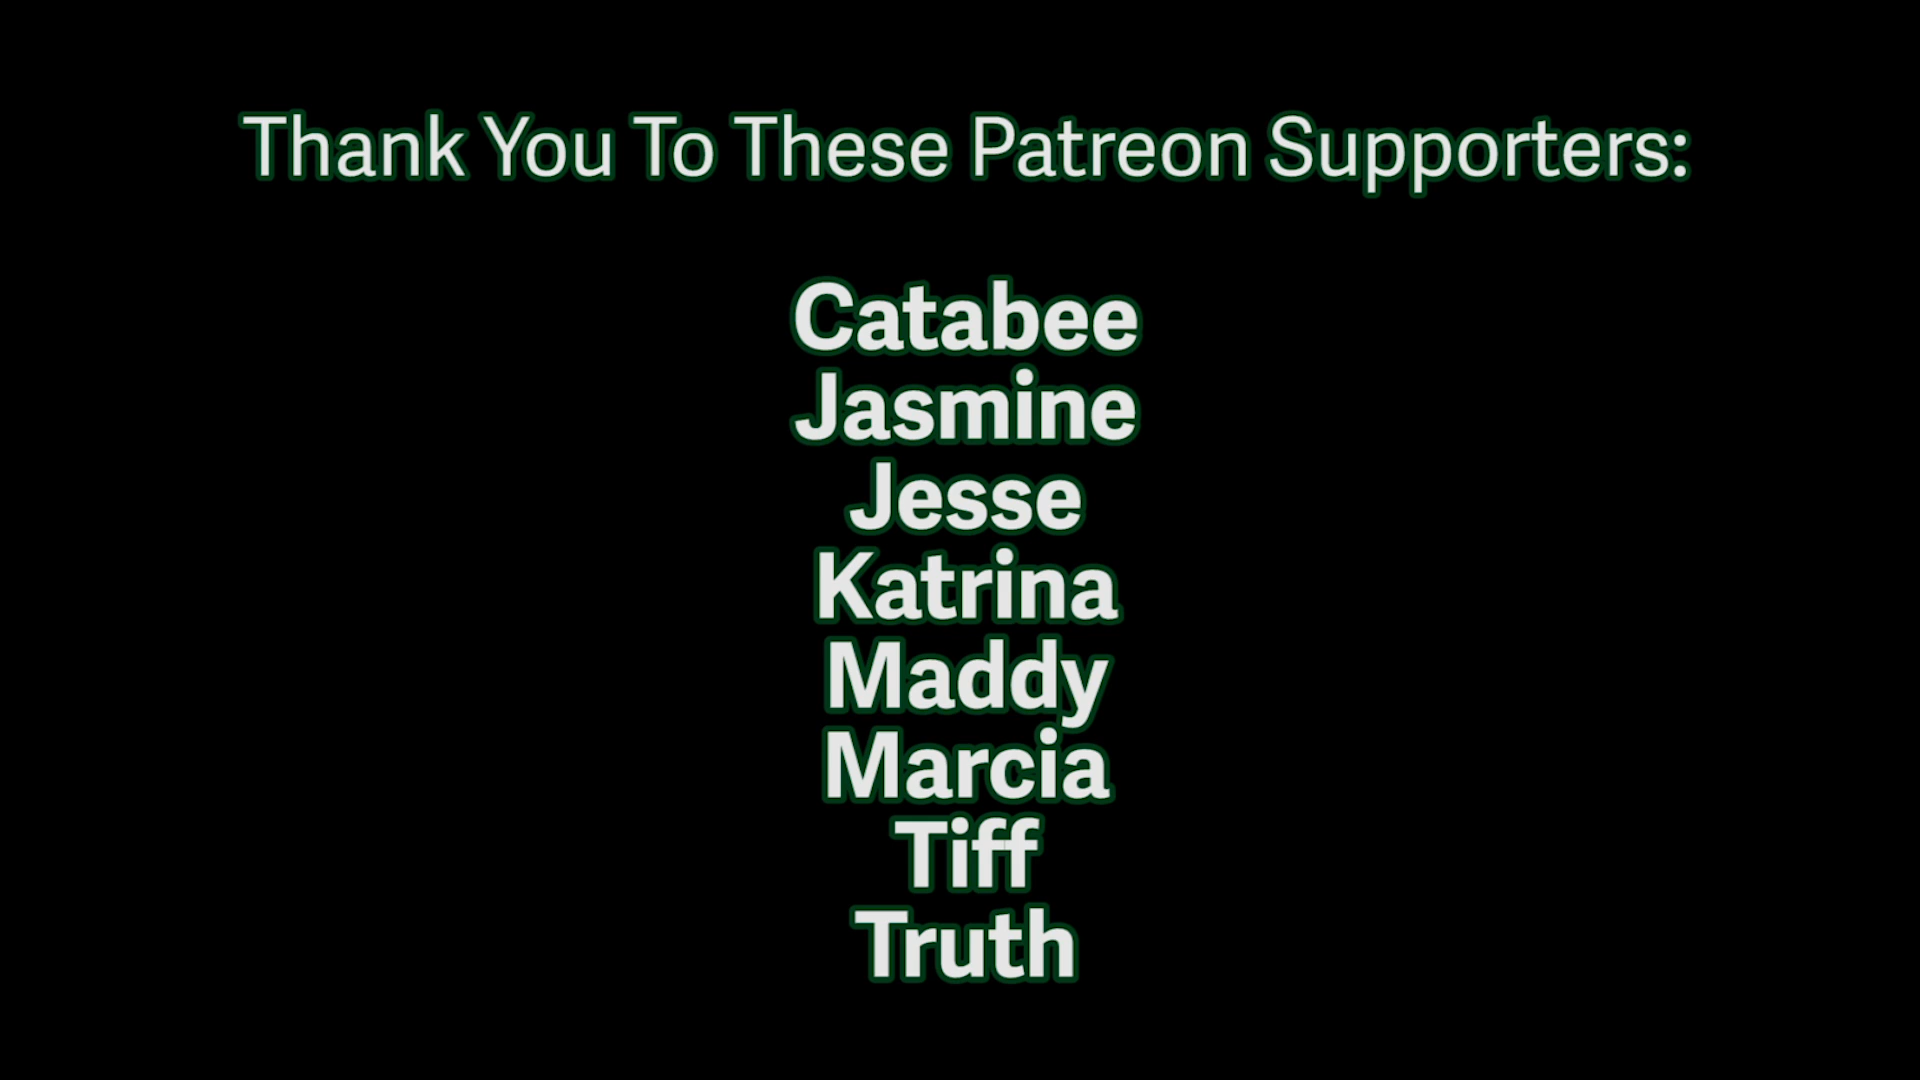 Thank You To These Patreon Supporters:
Catabee
Jasmine
Jesse
Katrina
Maddy
Marcia
Tiff
Truth